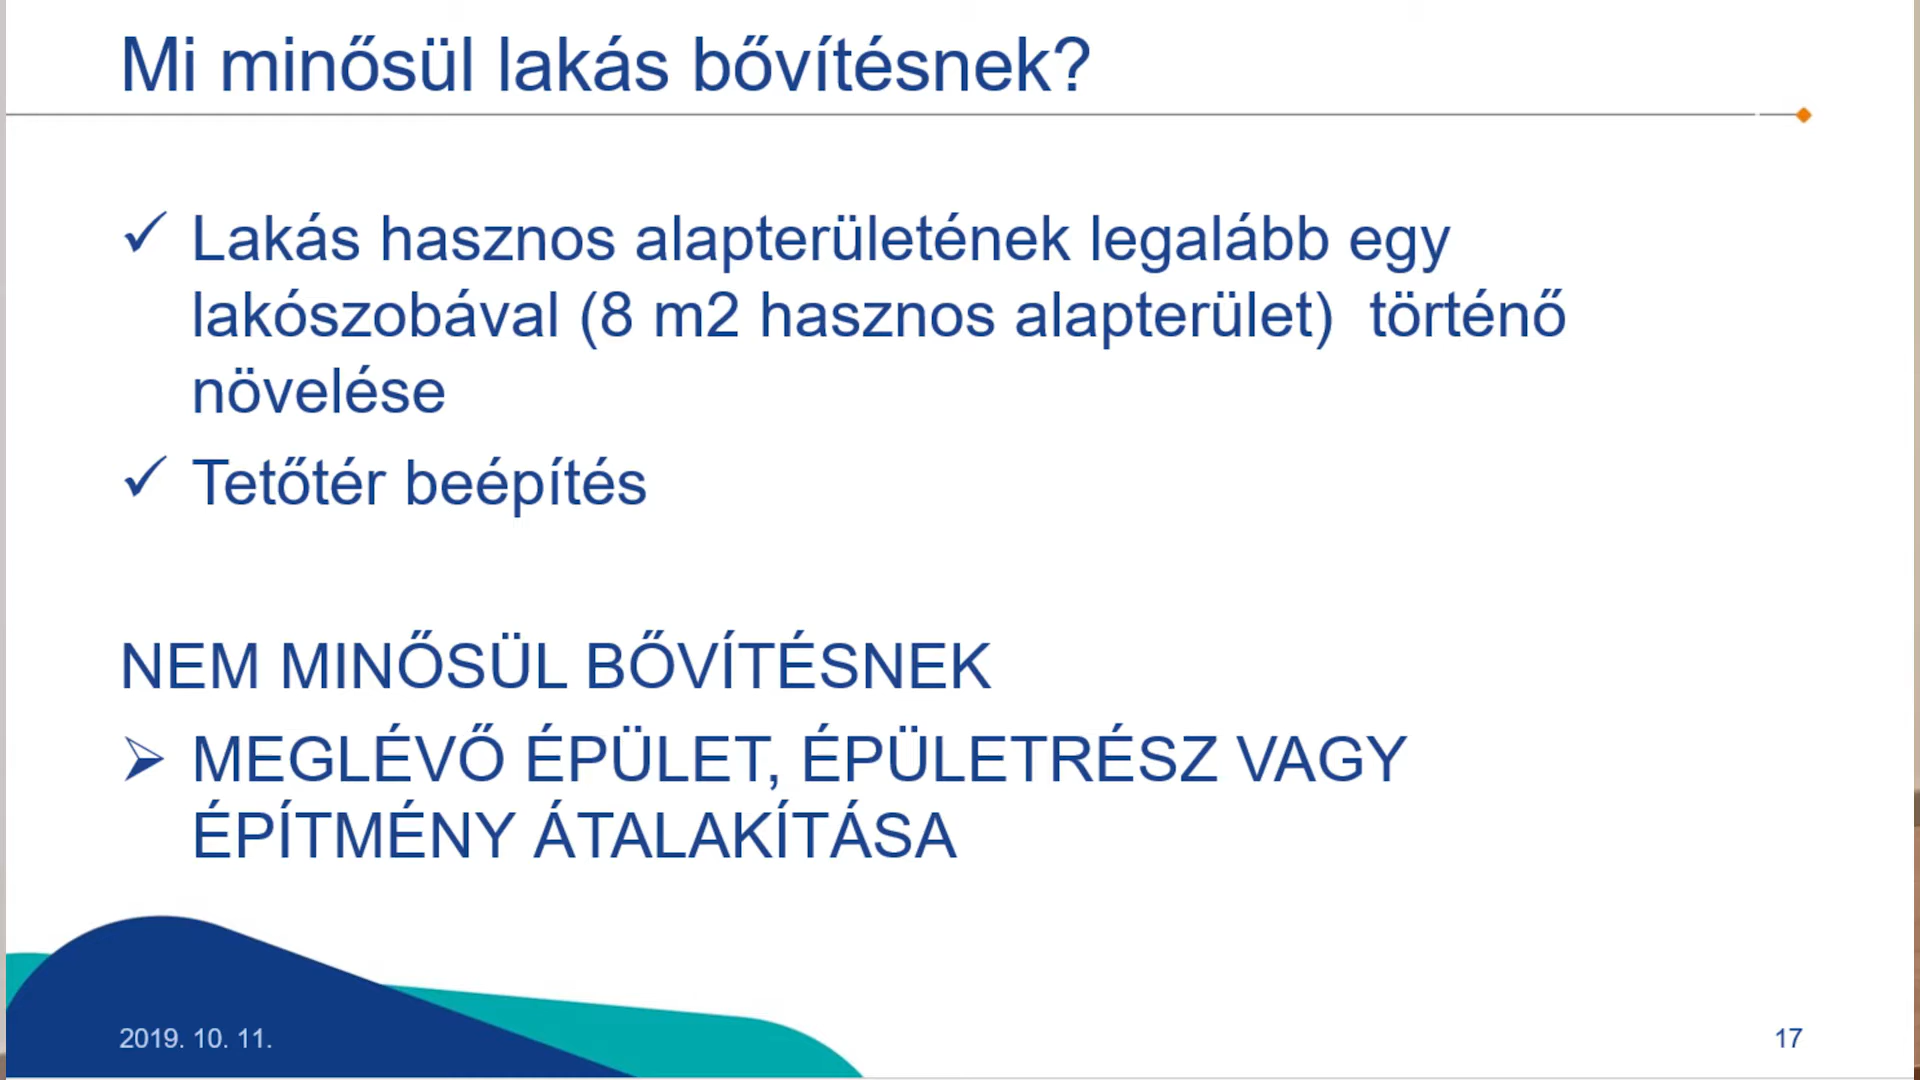 Mi minősül lakás bővítésnek?
Lakás hasznos alapterületének legalább egy
lakószobával (8 m2 hasznos alapterület) történő
növelése
Tetőtér beépítés
NEM MINŐSÜL BŐVÍTÉSNEK
MEGLÉVŐ ÉPÜLET, ÉPÜLETRÉSZ VAGY
ÉPÍTMÉNY ÁTALAKÍTÁSA
2019. 10. 11.
17